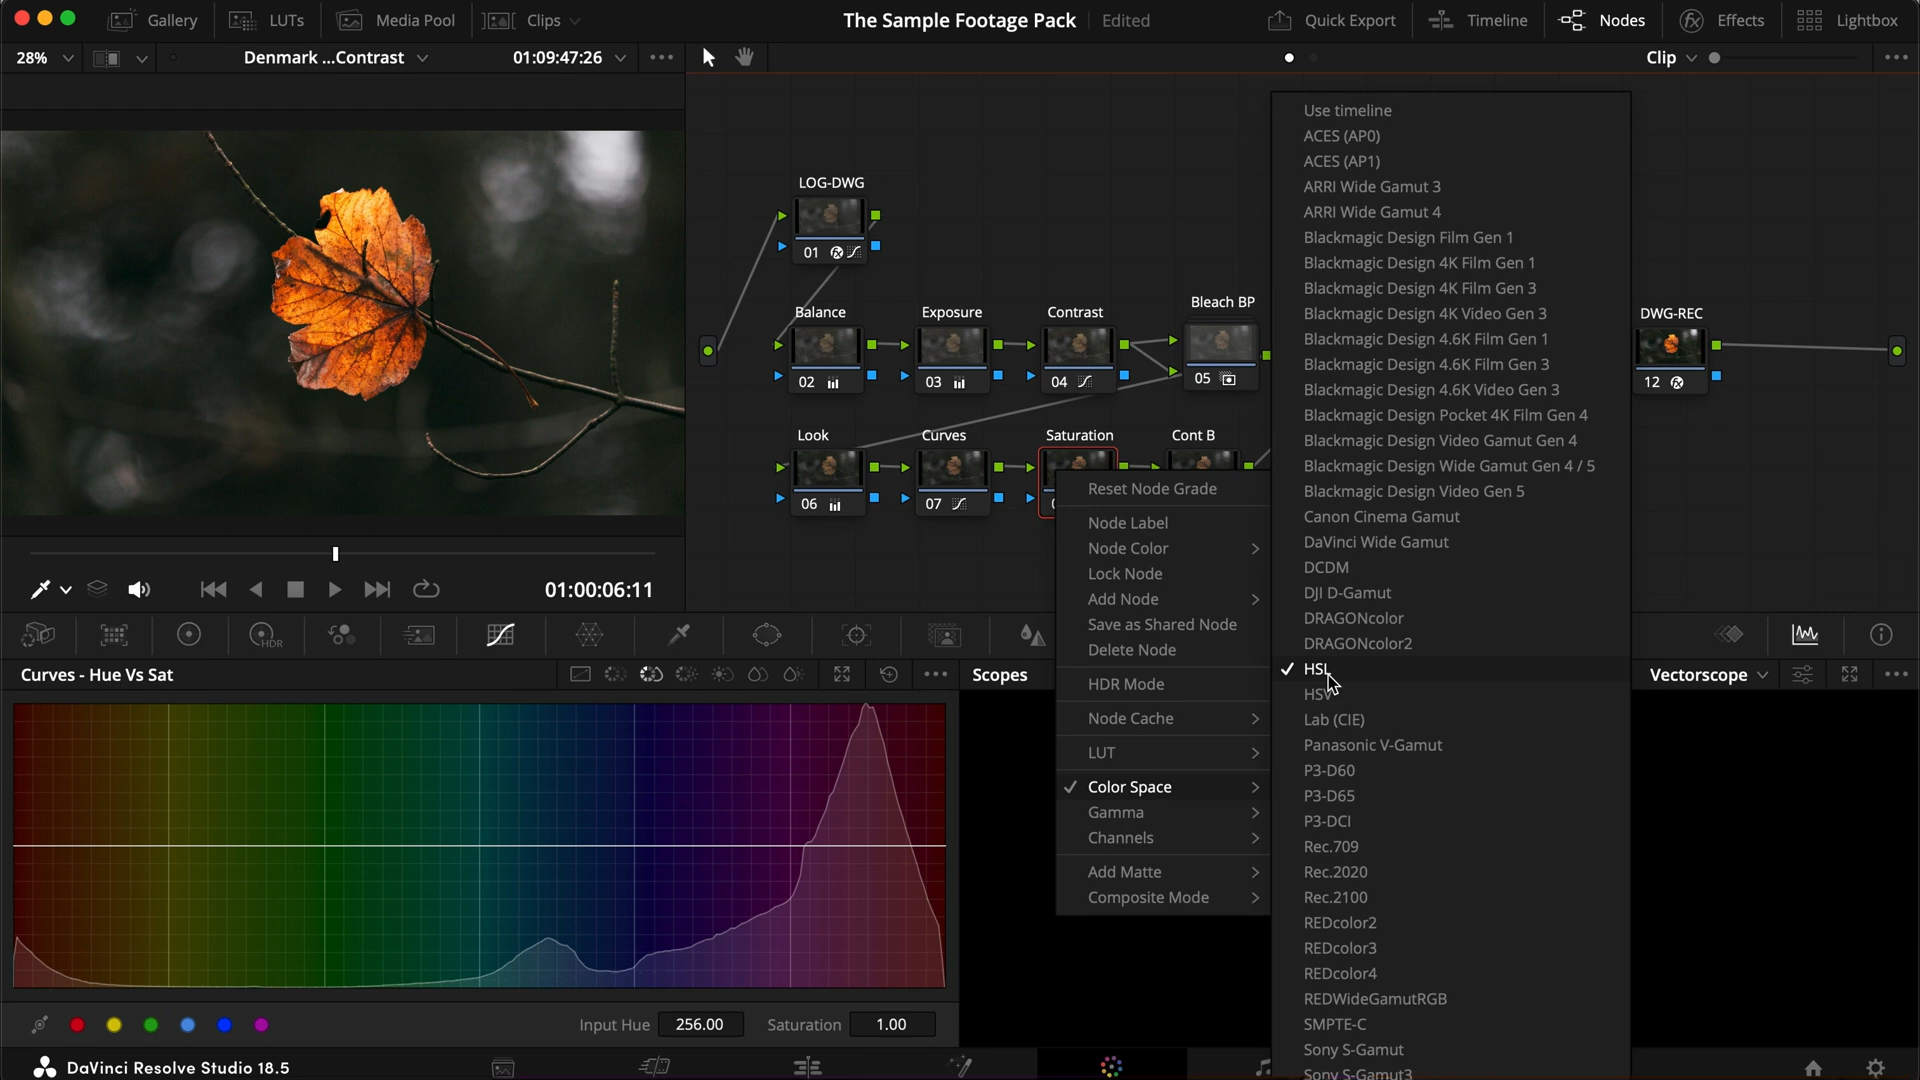 Gallery
LUTs
Media Pool
Clips
The Sample Footage Pack
Edited
Quick Export
Timeline
Nodes
Effects
Lightbox
28%
Denmark ...Contrast
01:09:47:26
Clip
LOG-DWG
01
Balance
Exposure
Contrast
Bleach BP
DWG-REC
02
03
04
05
12
Look
Curves
Saturation
Cont B
06
07
01:00:06:11
HDR
Reset Node Grade
Node Label
Node Color
Lock Node
Add Node
Save as Shared Node
Delete Node
HDR Mode
Node Cache
LUT
Color Space
Gamma
Channels
Add Matte
Composite Mode
Use timeline
ACES (AP0)
ACES (AP1)
ARRI Wide Gamut 3
ARRI Wide Gamut 4
Blackmagic Design Film Gen 1
Blackmagic Design 4K Film Gen 1
Blackmagic Design 4K Film Gen 3
Blackmagic Design 4K Video Gen 3
Blackmagic Design 4.6K Film Gen 1
Blackmagic Design 4.6K Film Gen 3
Blackmagic Design 4.6K Video Gen 3
Blackmagic Design Pocket 4K Film Gen 4
Blackmagic Design Video Gamut Gen 4
Blackmagic Design Wide Gamut Gen 4 / 5
Blackmagic Design Video Gen 5
Canon Cinema Gamut
DaVinci Wide Gamut
DCDM
DJI D-Gamut
DRAGONcolor
DRAGONcolor2
HSL
HSV
Lab (CIE)
Panasonic V-Gamut
P3-D60
P3-D65
P3-DCI
Rec.709
Rec.2020
Rec.2100
REDcolor2
REDcolor3
REDcolor4
REDWideGamutRGB
SMPTE-C
Sony S-Gamut
Sony S-Gamut3
Curves - Hue Vs Sat
Scopes
Vectorscope
Input Hue 256.00
Saturation 1.00
DaVinci Resolve Studio 18.5